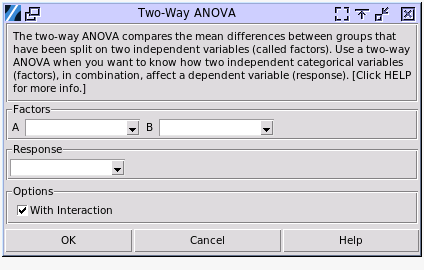 Two-Way ANOVA
The two-way ANOVA compares the mean differences between groups that
have been split on two independent variables (called factors). Use a two-way
ANOVA when you want to know how two independent categorical variables
(factors), in combination, affect a dependent variable (response). [Click HELP
for more info.]
Factors
A B
Response
Options
With Interaction
OK Cancel Help